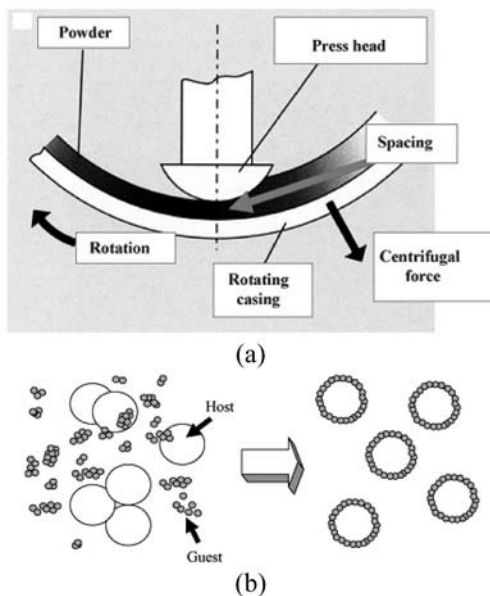 Powder
Press head
Spacing
Rotation
Rotating
casing
Centrifugal
force
(a)
Host
Guest
(b)